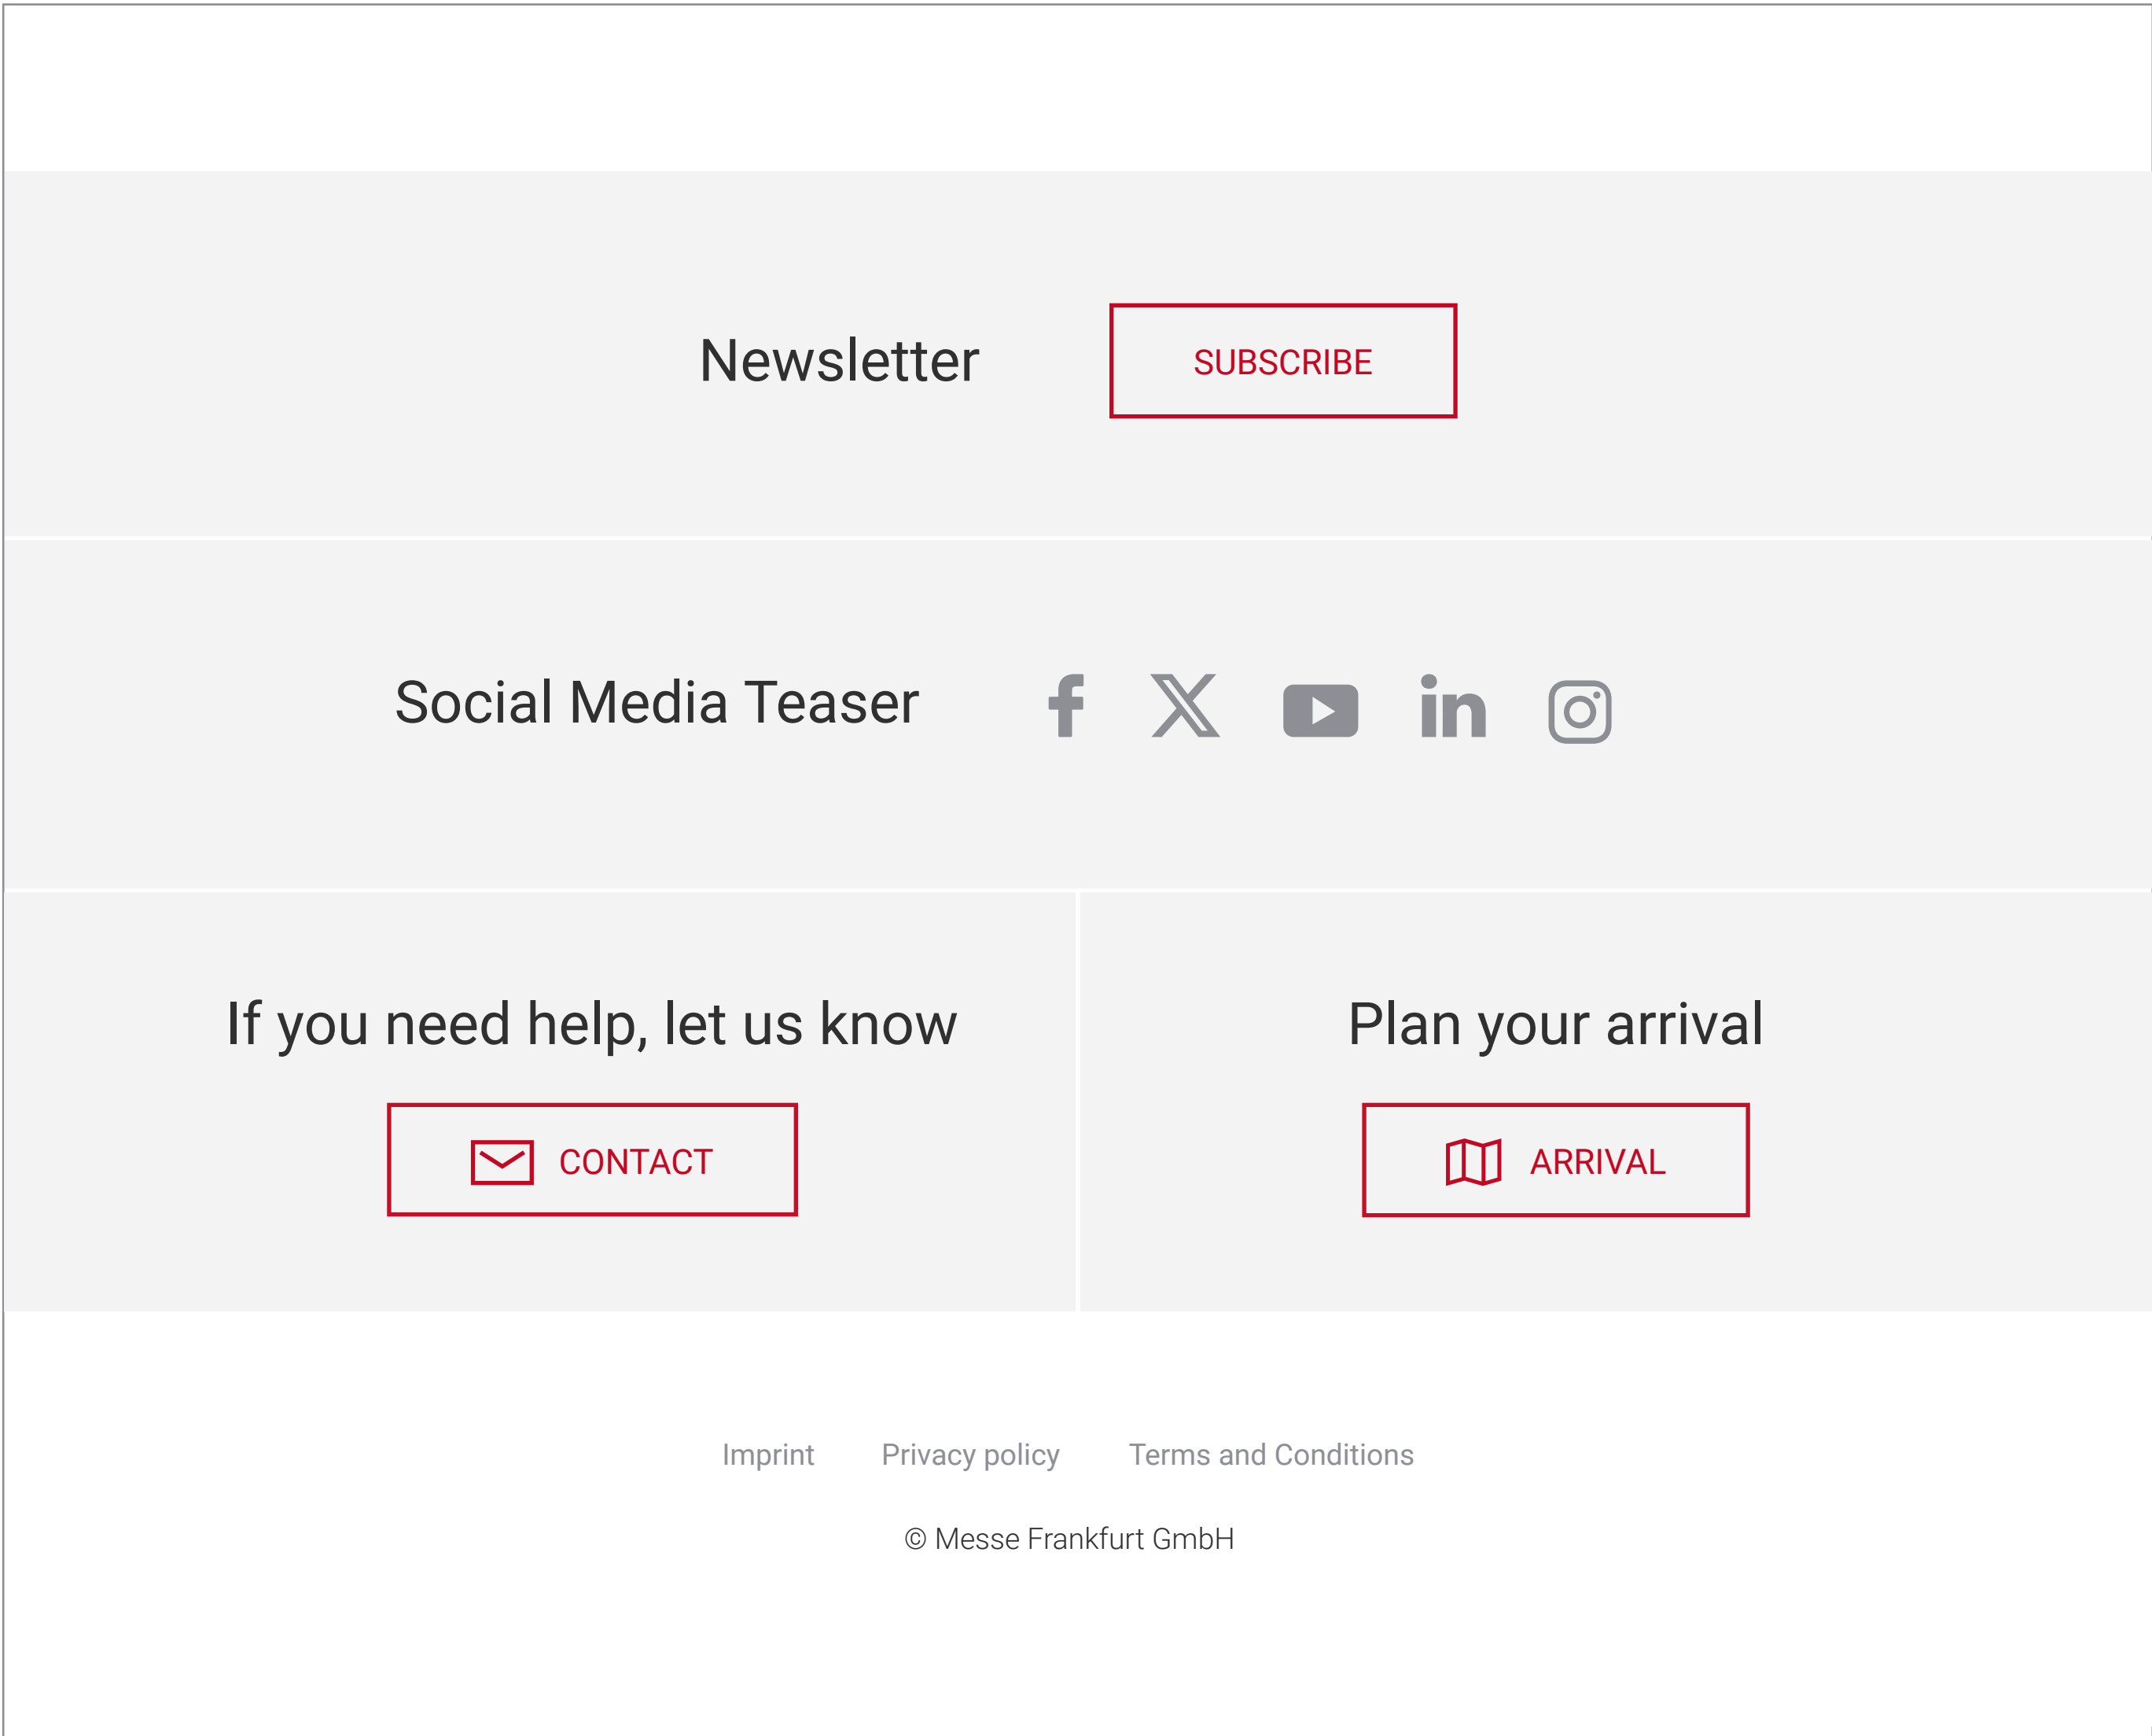 Newsletter
SUBSCRIBE
Social Media Teaser
If you need help, let us know
CONTACT
Plan your arrival
ARRIVAL
Imprint Privacy policy Terms and Conditions
© Messe Frankfurt GmbH